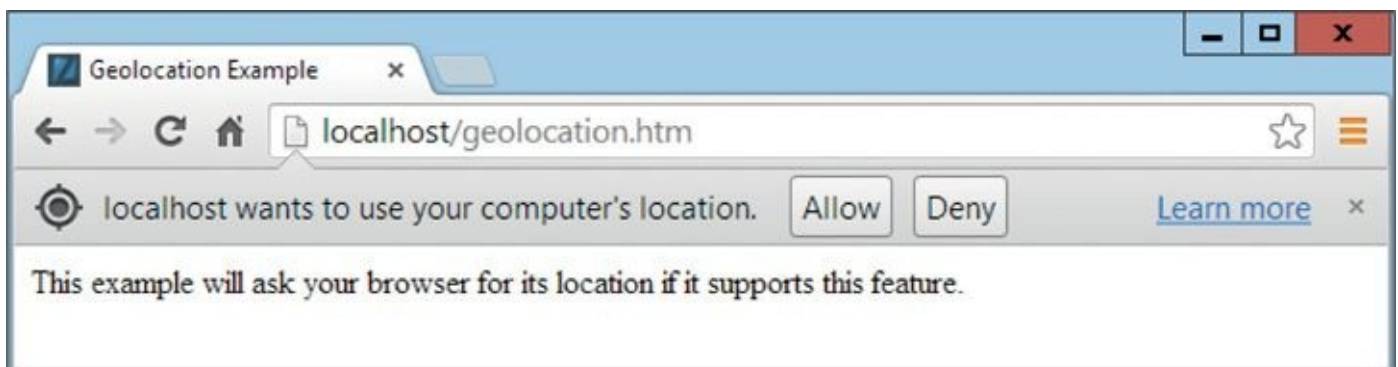 Geolocation Example
localhost/geolocation.htm
localhost wants to use your computer's location. Allow Deny Learn more
This example will ask your browser for its location if it supports this feature.